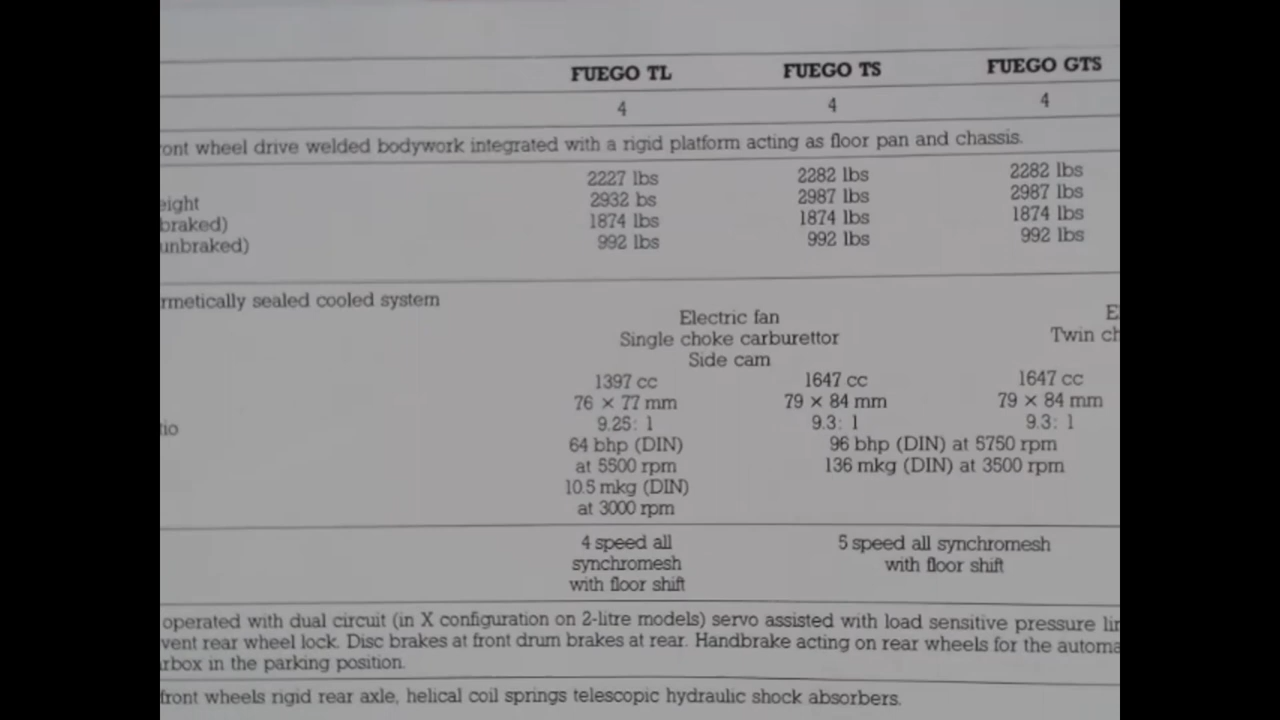 FUEGO TL FUEGO TS FUEGO GTS
4 4 4
ont wheel drive welded bodywork integrated with a rigid platform acting as floor pan and chassis.
2227 lbs 2282 lbs 2282 lbs
eight 2932 bs 2987 lbs 2987 lbs
braked) 1874 lbs 1874 lbs 1874 lbs
unbraked) 992 lbs 992 lbs 992 lbs
rmetically sealed cooled system
Electric fan E
Single choke carburettor Twin ch
Side cam
1397 cc 1647 cc 1647 cc
76 × 77 mm 79 × 84 mm 79 × 84 mm
io 9.25: 1 9.3: 1 9.3: 1
64 bhp (DIN) 96 bhp (DIN) at 5750 rpm
at 5500 rpm 136 mkg (DIN) at 3500 rpm
10.5 mkg (DIN)
at 3000 rpm
4 speed all 5 speed all synchromesh
synchromesh with floor shift
with floor shift
operated with dual circuit (in X configuration on 2-litre models) servo assisted with load sensitive pressure lir
vent rear wheel lock. Disc brakes at front drum brakes at rear. Handbrake acting on rear wheels for the automa
rbox in the parking position.
front wheels rigid rear axle, helical coil springs telescopic hydraulic shock absorbers.